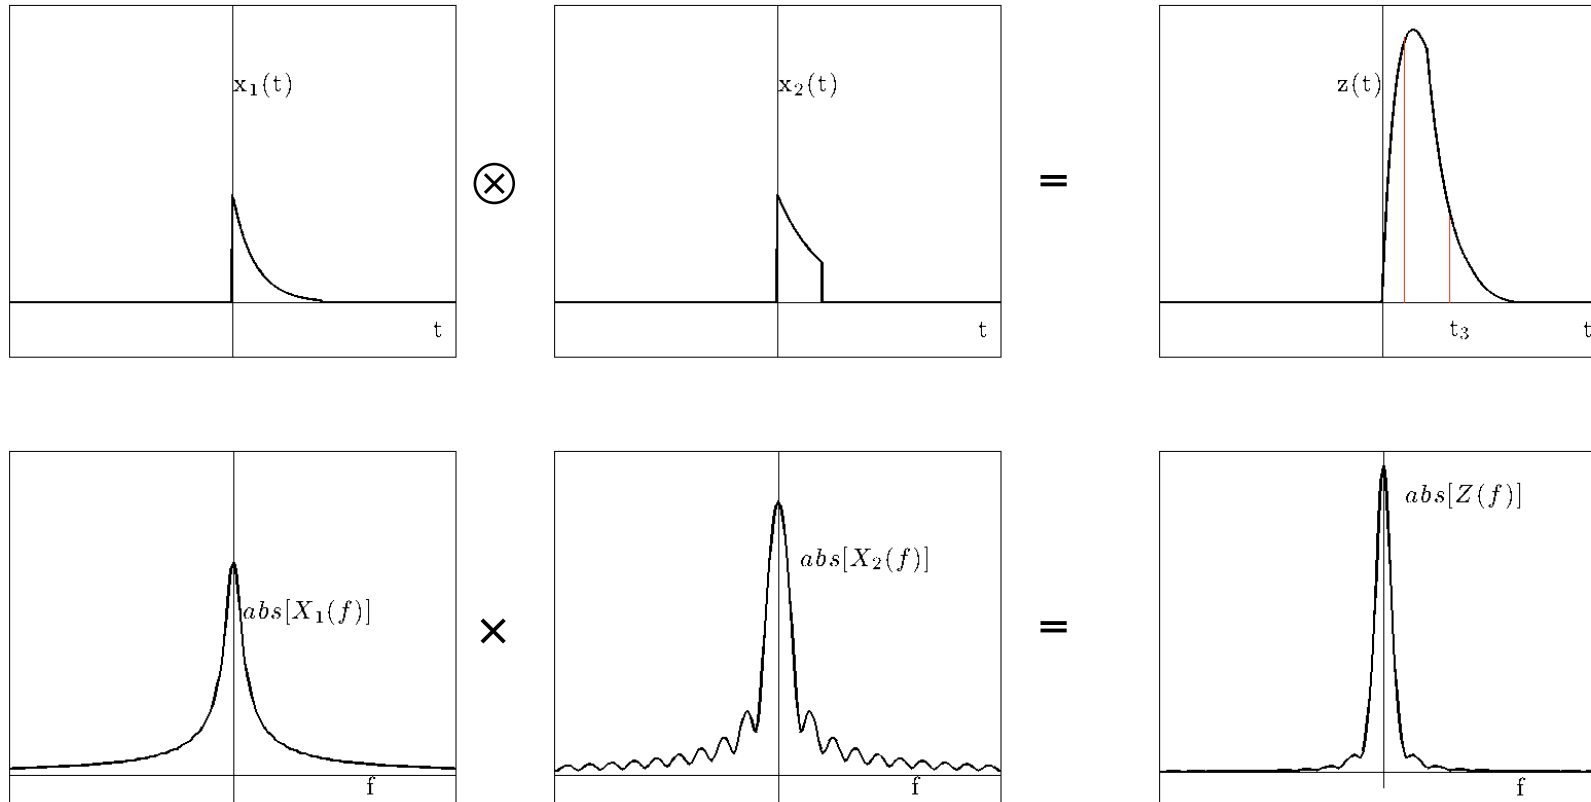 x₁(t)
x₂(t)
z(t)
⊗
=
t
t
t₃
t
abs[X₁(f)]
abs[X₂(f)]
abs[Z(f)]
×
=
f
f
f